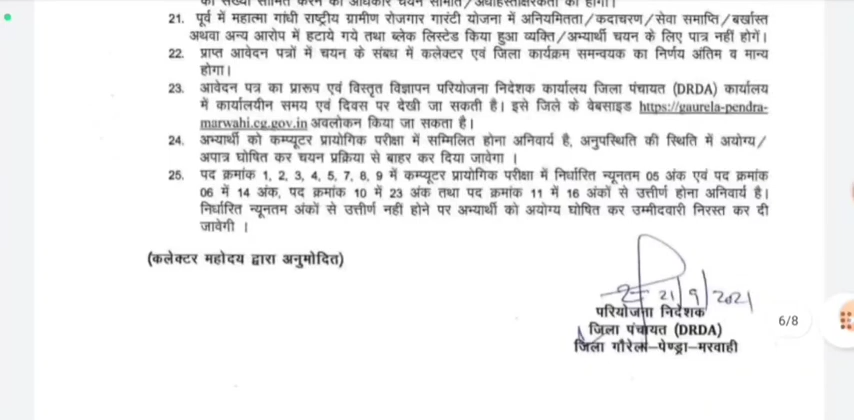 21. पूर्व में महात्मा गांधी राष्ट्रीय ग्रामीण रोजगार गारंटी योजना में अनियमितता/कदाचरण/सेवा समाप्ति/बर्खास्त
अथवा अन्य आरोप में हटाये गये तथा ब्लेक लिस्टेड किया हुआ व्यक्ति/अभ्यार्थी चयन के लिए पात्र नहीं होगें।
22. प्राप्त आवेदन पत्रों में चयन के संबध में कलेक्टर एवं जिला कार्यक्रम समन्वयक का निर्णय अंतिम व मान्य
होगा।
23. आवेदन पत्र का प्रारूप एवं विस्तृत विज्ञापन परियोजना निदेशक कार्यालय जिला पंचायत (DRDA) कार्यालय
में कार्यालयीन समय एवं दिवस पर देखी जा सकती है। इसे जिले के वेबसाइड https://gaurela-pendra-
marwahi.cg.gov.in अवलोकन किया जा सकता है।
24. अभ्यार्थी को कम्प्यूटर प्रायोगिक परीक्षा में सम्मिलित होना अनिवार्य है, अनुपस्थिति की स्थिति में अयोग्य/
अपात्र घोषित कर चयन प्रक्रिया से बाहर कर दिया जावेगा ।
25. पद क्रमांक 1, 2, 3, 4, 5, 7, 8, 9 में कम्प्यूटर प्रायोगिक परीक्षा में निर्धारित न्यूनतम 05 अंक एवं पद क्रमांक
06 में 14 अंक, पद क्रमांक 10 में 23 अंक तथा पद क्रमांक 11 में 16 अंकों से उत्तीर्ण होना अनिवार्य है।
निर्धारित न्यूनतम अंकों से उत्तीर्ण नहीं होने पर अभ्यार्थी को अयोग्य घोषित कर उम्मीदवारी निरस्त कर दी
जावेगी ।
(कलेक्टर महोदय द्वारा अनुमोदित)
21/9/2021
परियोजना निदेशक
जिला पंचायत (DRDA)
जिला गौरेला-पेण्ड्रा-मरवाही
6/8